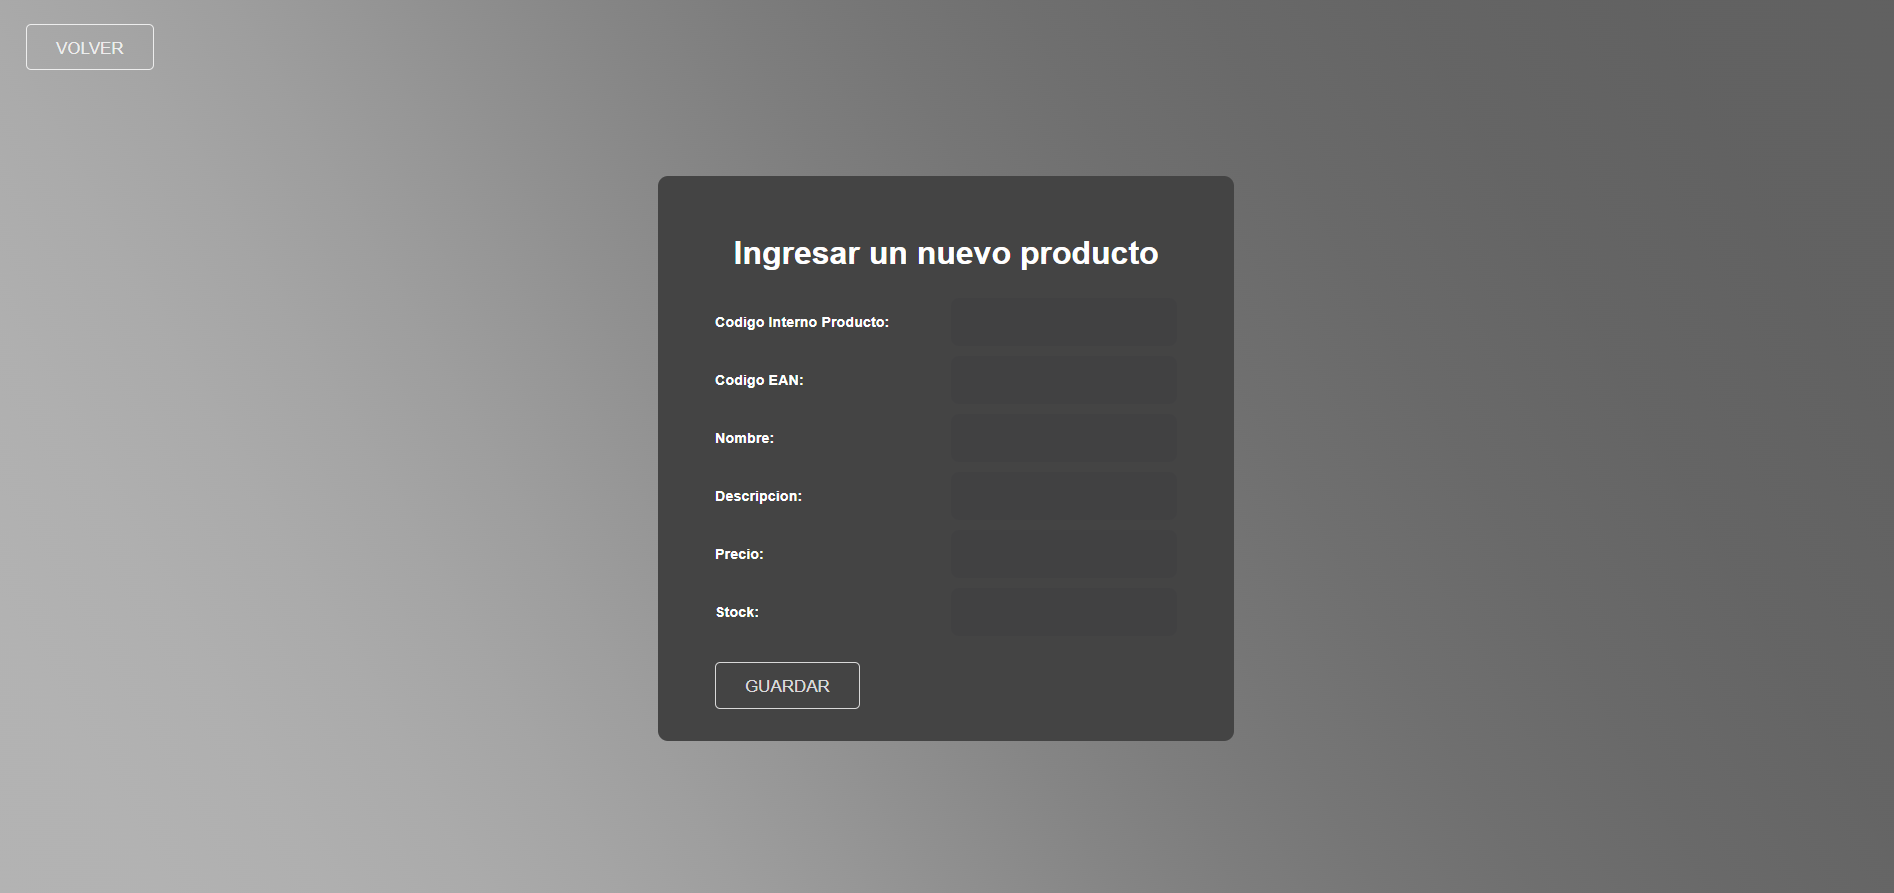 VOLVER
Ingresar un nuevo producto
Codigo Interno Producto:
Codigo EAN:
Nombre:
Descripcion:
Precio:
Stock:
GUARDAR